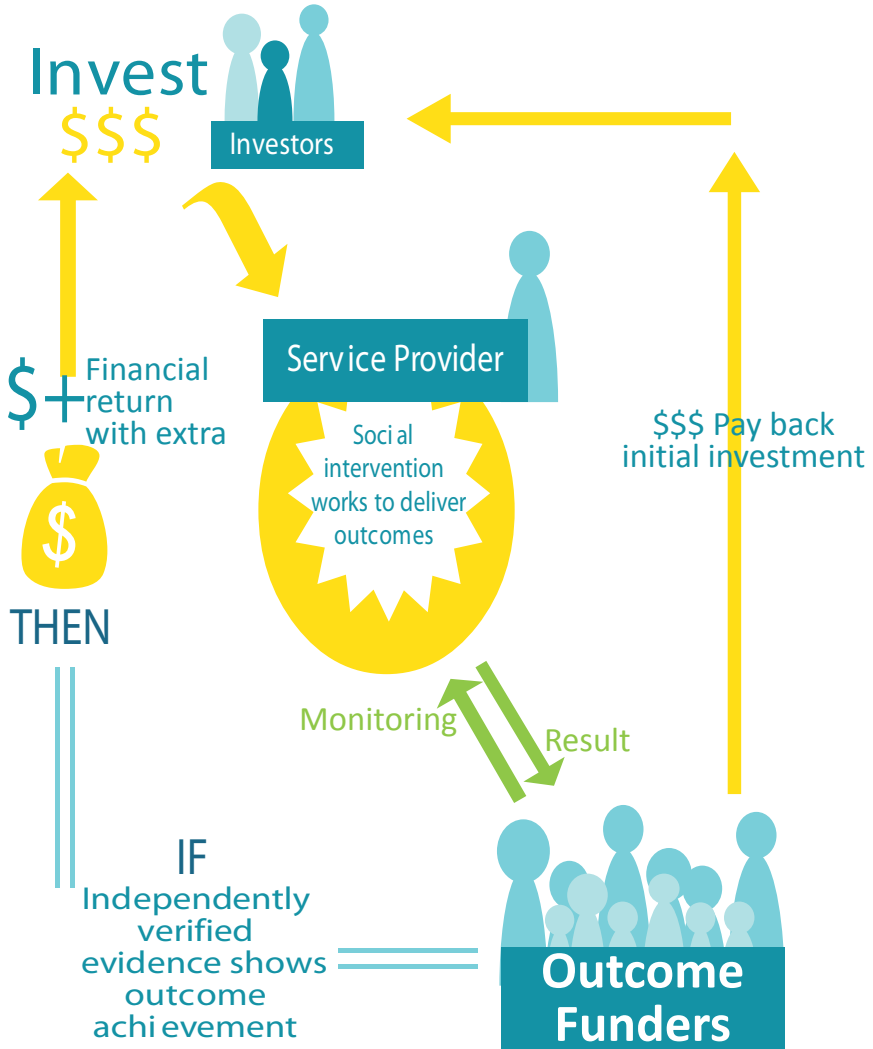 Invest
$$$
Investors
Service Provider
Social
intervention
works to deliver
outcomes
$+
Financial
return
with extra
$
THEN
$$$ Pay back
initial investment
Monitoring
Result
IF
Independently
verified
evidence shows
outcome
achievement
Outcome
Funders